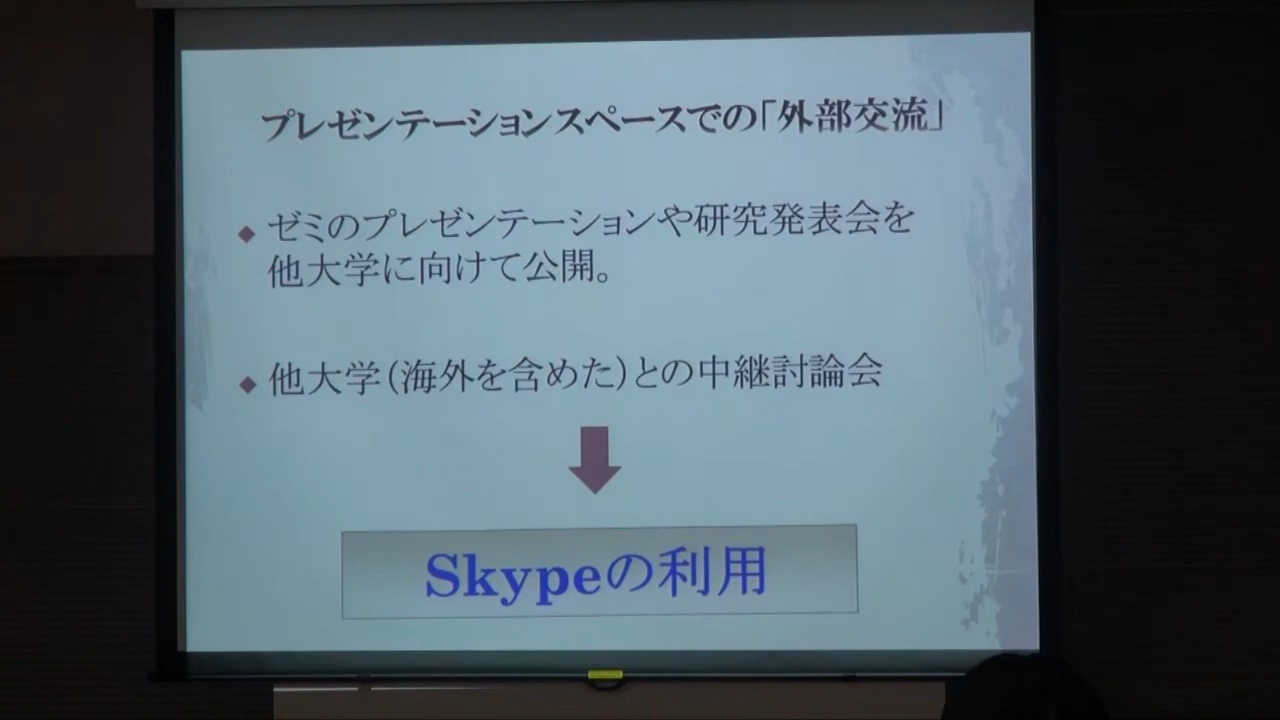 プレゼンテーションスペースでの「外部交流」
ゼミのプレゼンテーションや研究発表会を
他大学に向けて公開。
他大学(海外を含めた)との中継討論会
Skypeの利用